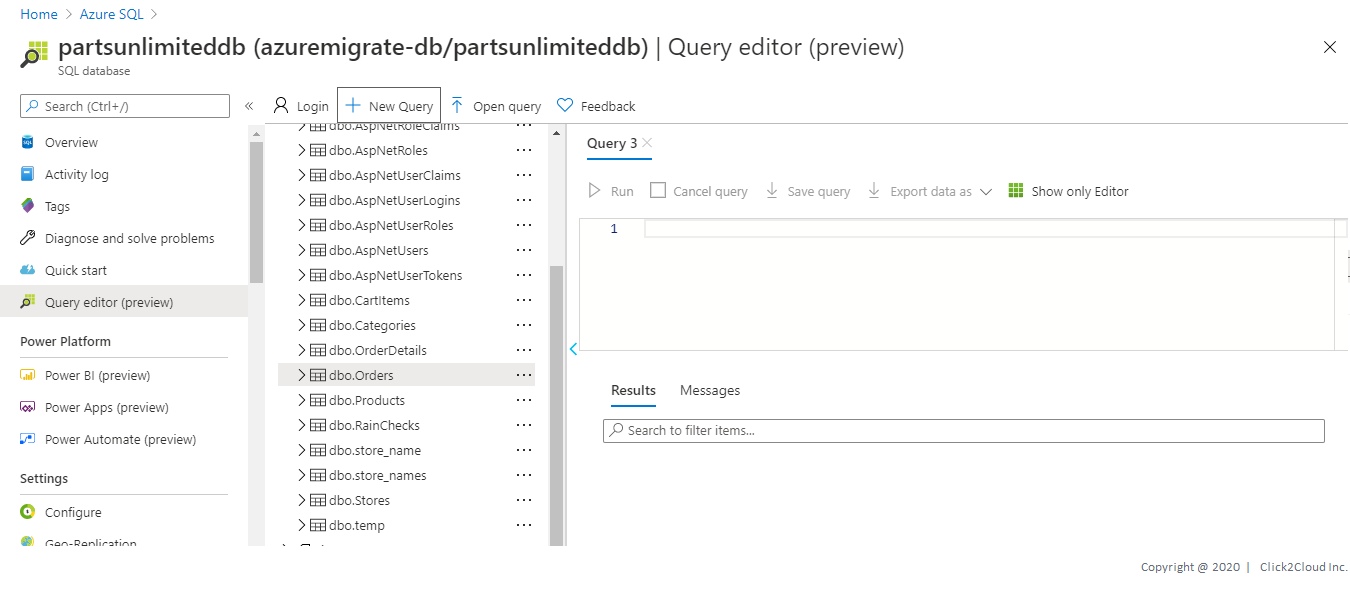 Home > Azure SQL >
partsunlimiteddb (azuremigrate-db/partsunlimiteddb) | Query editor (preview)
SQL database
Search (Ctrl+/)
«
Overview
Activity log
Tags
Diagnose and solve problems
Quick start
Query editor (preview)
Power Platform
Power BI (preview)
Power Apps (preview)
Power Automate (preview)
Settings
Configure
Geo-Replication
Login
New Query
Open query
Feedback
dbo.AspNetRoleClaims ...
dbo.AspNetRoles ...
dbo.AspNetUserClaims ...
dbo.AspNetUserLogins ...
dbo.AspNetUserRoles ...
dbo.AspNetUsers ...
dbo.AspNetUserTokens ...
dbo.CartItems ...
dbo.Categories ...
dbo.OrderDetails ...
dbo.Orders ...
dbo.Products ...
dbo.RainChecks ...
dbo.store_name ...
dbo.store_names ...
dbo.Stores ...
dbo.temp ...
Query 3
Run Cancel query Save query Export data as Show only Editor
1
Results Messages
Search to filter items...
Copyright @ 2020 | Click2Cloud Inc.